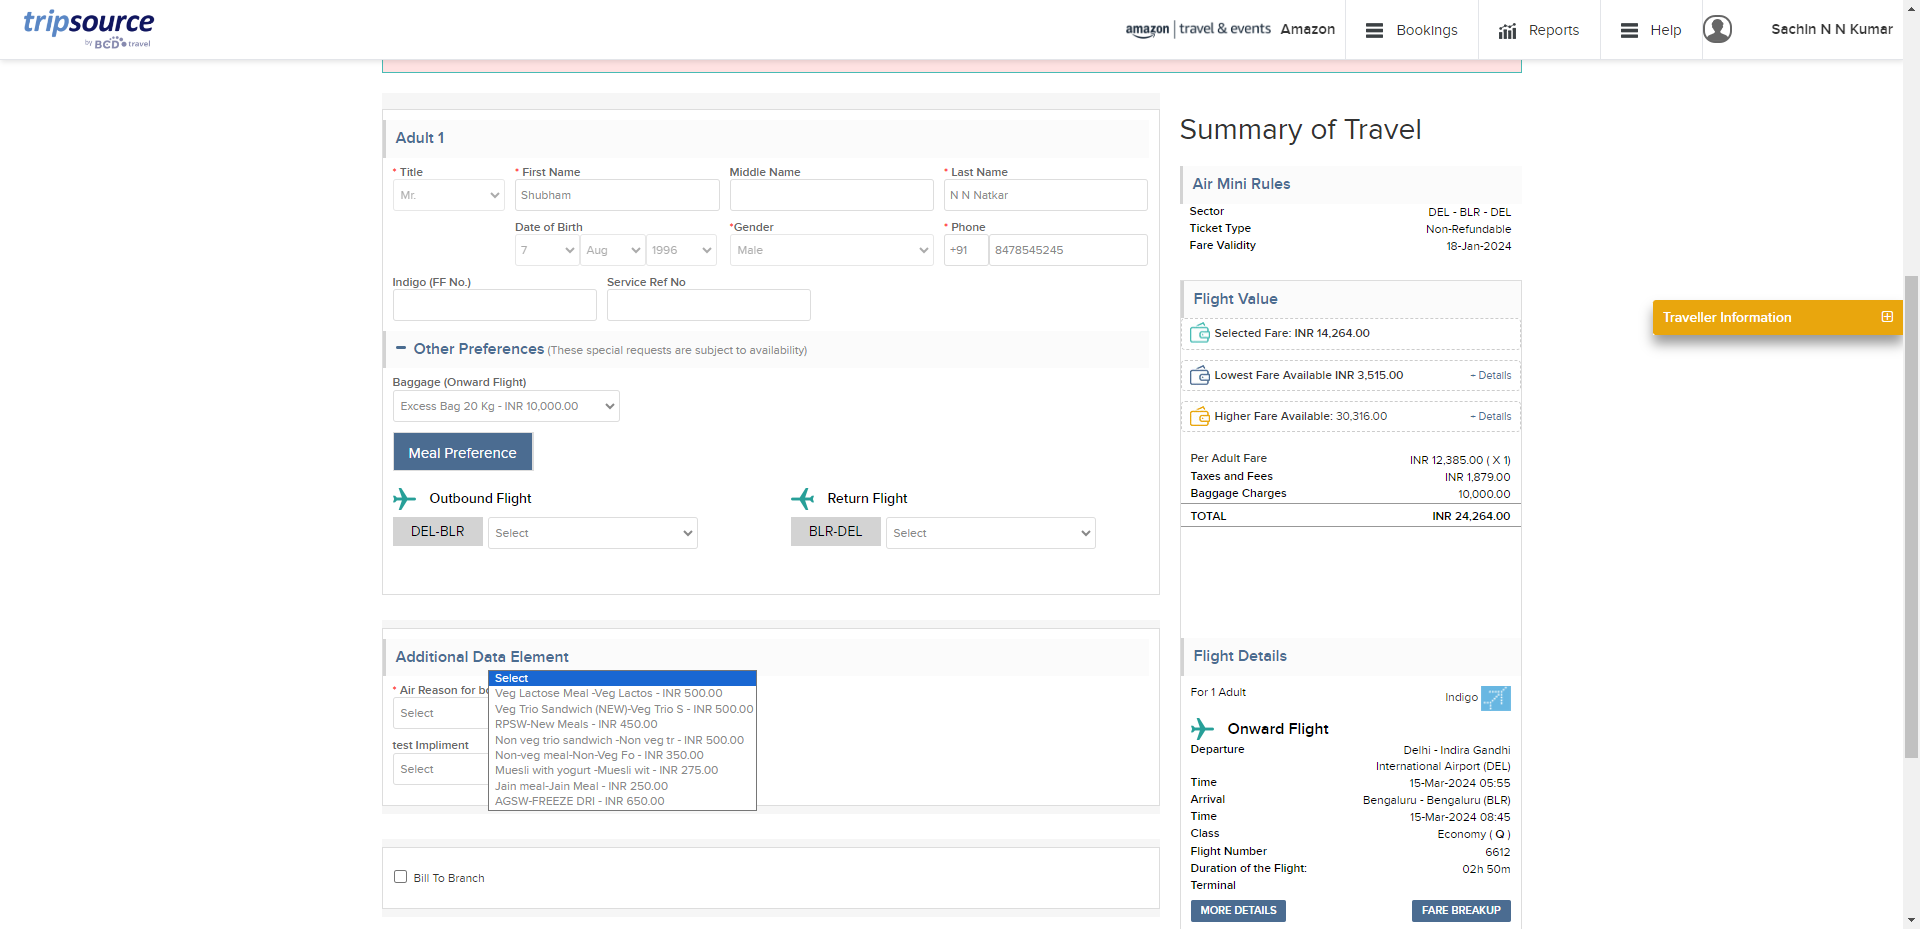 tripsource
by BCD travel
amazon | travel & events Amazon
Bookings
Reports
Help
Sachin N N Kumar
Adult 1
* Title
* First Name
Middle Name
* Last Name
Mr.
Shubham
N N Natkar
Date of Birth
*Gender
* Phone
7
Aug
1996
Male
+91
8478545245
Indigo (FF No.)
Service Ref No
Other Preferences (These special requests are subject to availability)
Baggage (Onward Flight)
Excess Bag 20 Kg - INR 10,000.00
Meal Preference
Outbound Flight
Return Flight
DEL-BLR
Select
BLR-DEL
Select
Additional Data Element
* Air Reason for bo
Select
test Impliment
Select
Select
Veg Lactose Meal -Veg Lactos - INR 500.00
Veg Trio Sandwich (NEW)-Veg Trio S - INR 500.00
RPSW-New Meals - INR 450.00
Non veg trio sandwich -Non veg tr - INR 500.00
Non-veg meal-Non-Veg Fo - INR 350.00
Muesli with yogurt -Muesli wit - INR 275.00
Jain meal-Jain Meal - INR 250.00
AGSW-FREEZE DRI - INR 650.00
Bill To Branch
Summary of Travel
Air Mini Rules
Sector DEL - BLR - DEL
Ticket Type Non-Refundable
Fare Validity 18-Jan-2024
Flight Value
Selected Fare: INR 14,264.00
Lowest Fare Available INR 3,515.00 - Details
Higher Fare Available: 30,316.00 - Details
Per Adult Fare INR 12,385.00 ( X 1)
Taxes and Fees INR 1,879.00
Baggage Charges 10,000.00
TOTAL INR 24,264.00
Flight Details
For 1 Adult Indigo
Onward Flight
Departure Delhi - Indira Gandhi
International Airport (DEL)
Time 15-Mar-2024 05:55
Arrival Bengaluru - Bengaluru (BLR)
Time 15-Mar-2024 08:45
Class Economy ( Q )
Flight Number 6612
Duration of the Flight: 02h 50m
Terminal
MORE DETAILS
FARE BREAKUP
Traveller Information